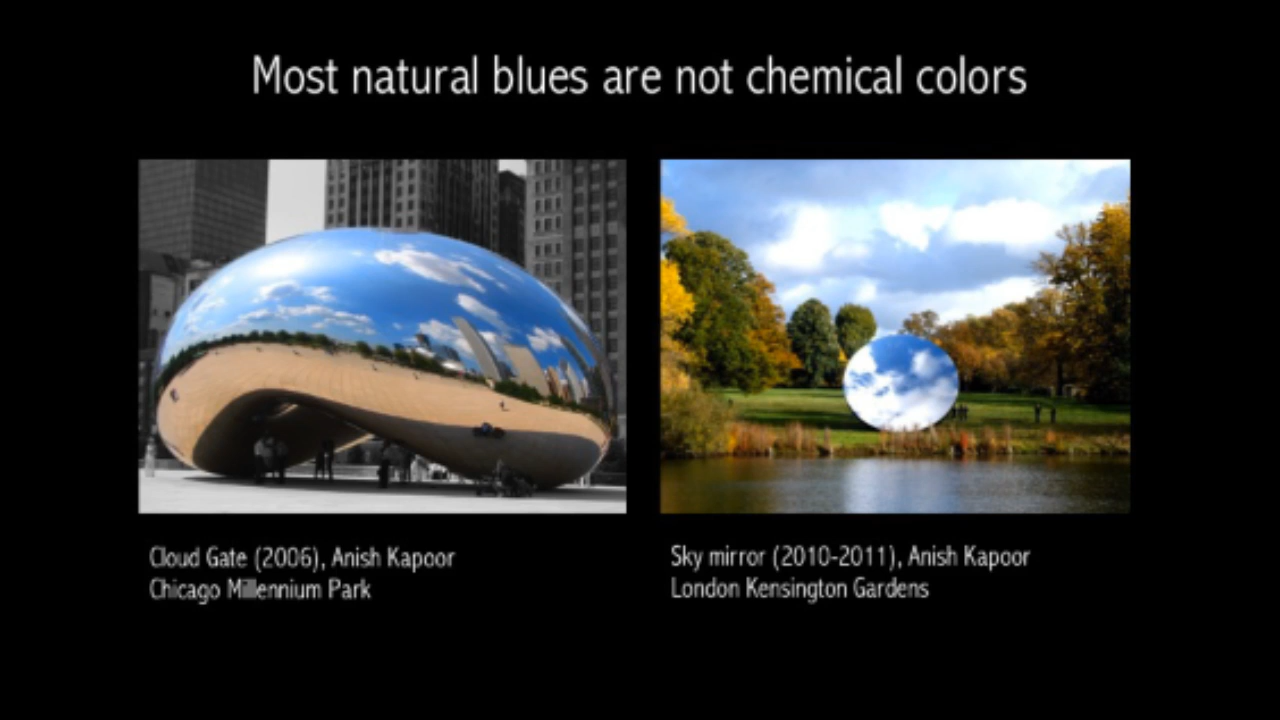 Most natural blues are not chemical colors
Cloud Gate (2006), Anish Kapoor
Chicago Millennium Park
Sky mirror (2010-2011), Anish Kapoor
London Kensington Gardens